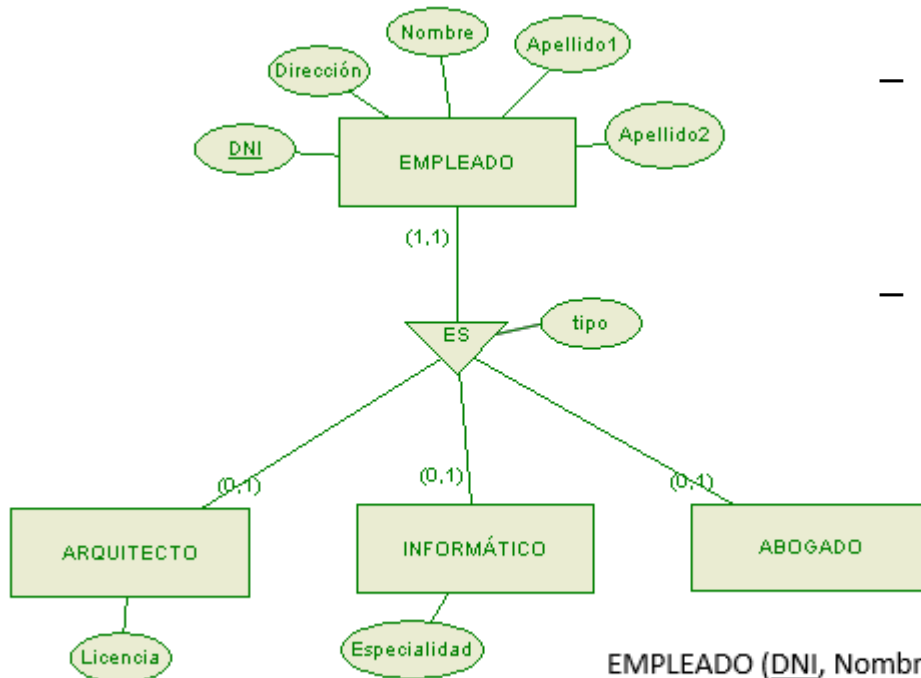 Nombre
Apellido1
Dirección
Apellido2
DNI
EMPLEADO
(1,1)
ES
tipo
(0,1)
(0,1)
(0,1)
ARQUITECTO
INFORMÁTICO
ABOGADO
Licencia
Especialidad
EMPLEADO (DNI, Nombr